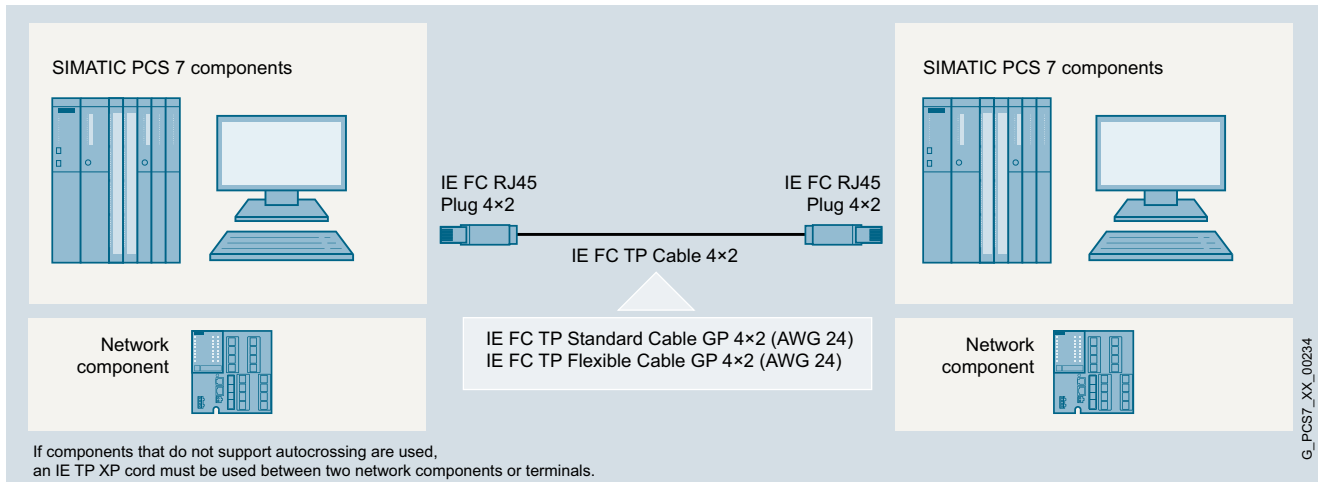 SIMATIC PCS 7 components
SIMATIC PCS 7 components
IE FC RJ45
Plug 4×2
IE FC RJ45
Plug 4×2
IE FC TP Cable 4×2
IE FC TP Standard Cable GP 4×2 (AWG 24)
IE FC TP Flexible Cable GP 4×2 (AWG 24)
Network
component
Network
component
If components that do not support autocrossing are used,
an IE TP XP cord must be used between two network components or terminals.
G_PCS7_XX_00234